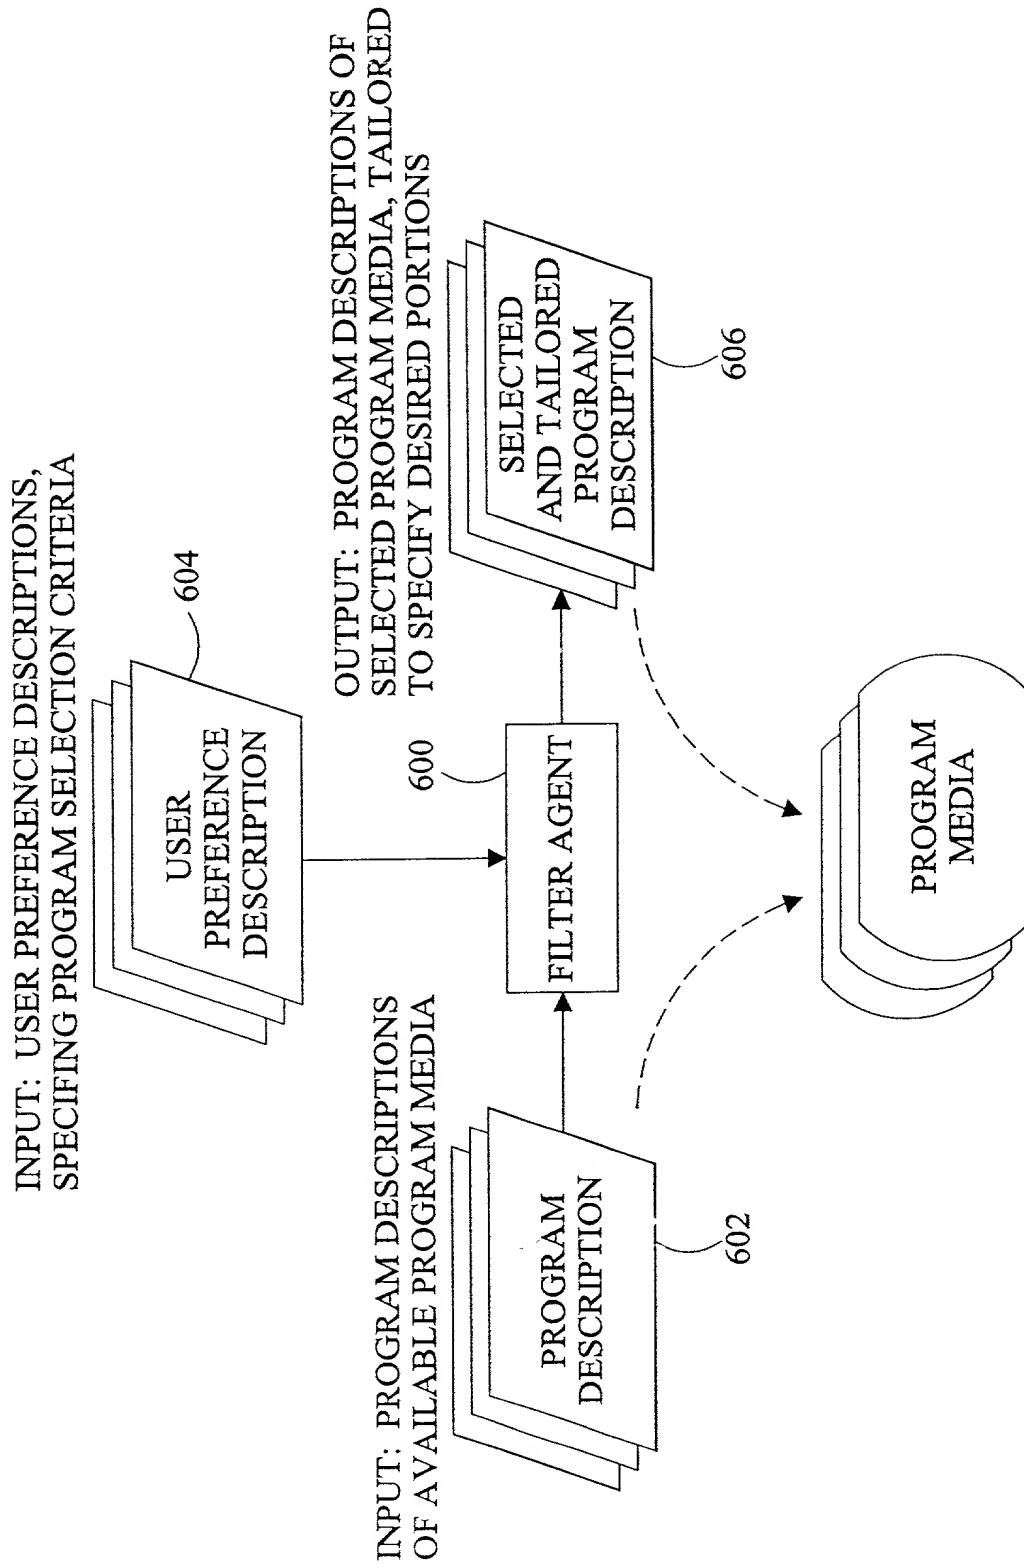 INPUT:  USER PREFERENCE DESCRIPTIONS,
SPECIFING PROGRAM SELECTION CRITERIA
604
USER
PREFERENCE
DESCRIPTION
INPUT:  PROGRAM DESCRIPTIONS
OF AVAILABLE PROGRAM MEDIA
PROGRAM
DESCRIPTION
602
600
FILTER AGENT
OUTPUT:  PROGRAM DESCRIPTIONS OF
SELECTED PROGRAM MEDIA, TAILORED
TO SPECIFY DESIRED PORTIONS
SELECTED
AND TAILORED
PROGRAM
DESCRIPTION
606
PROGRAM
MEDIA